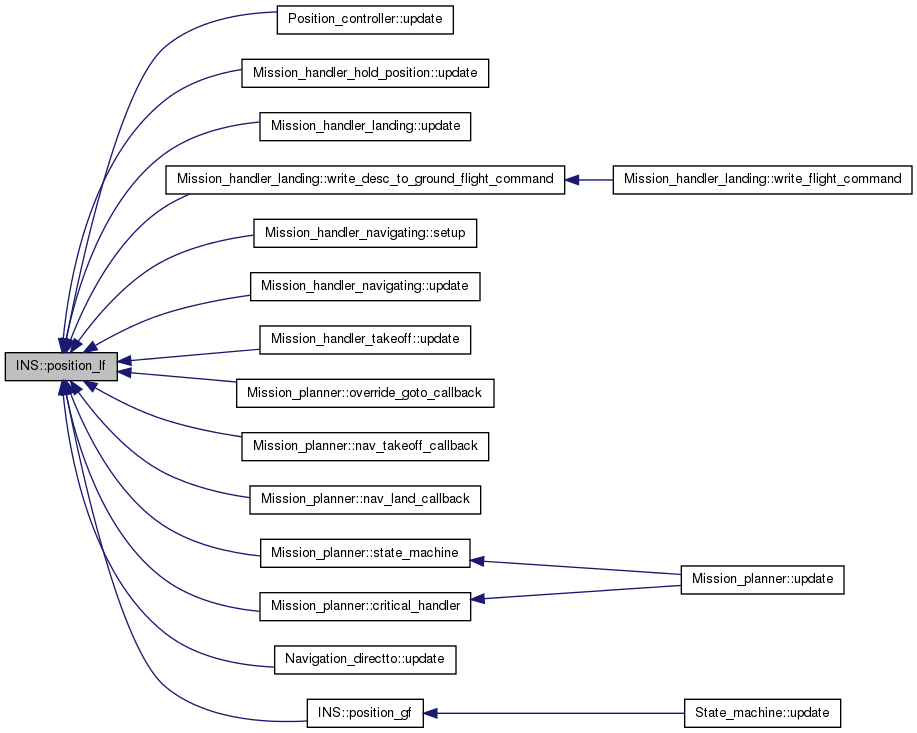 Position_controller::update
Mission_handler_hold_position::update
Mission_handler_landing::update
Mission_handler_landing::write_desc_to_ground_flight_command
Mission_handler_landing::write_flight_command
Mission_handler_navigating::setup
Mission_handler_navigating::update
Mission_handler_takeoff::update
INS::position_lf
Mission_planner::override_goto_callback
Mission_planner::nav_takeoff_callback
Mission_planner::nav_land_callback
Mission_planner::state_machine
Mission_planner::update
Mission_planner::critical_handler
Navigation_directto::update
INS::position_gf
State_machine::update